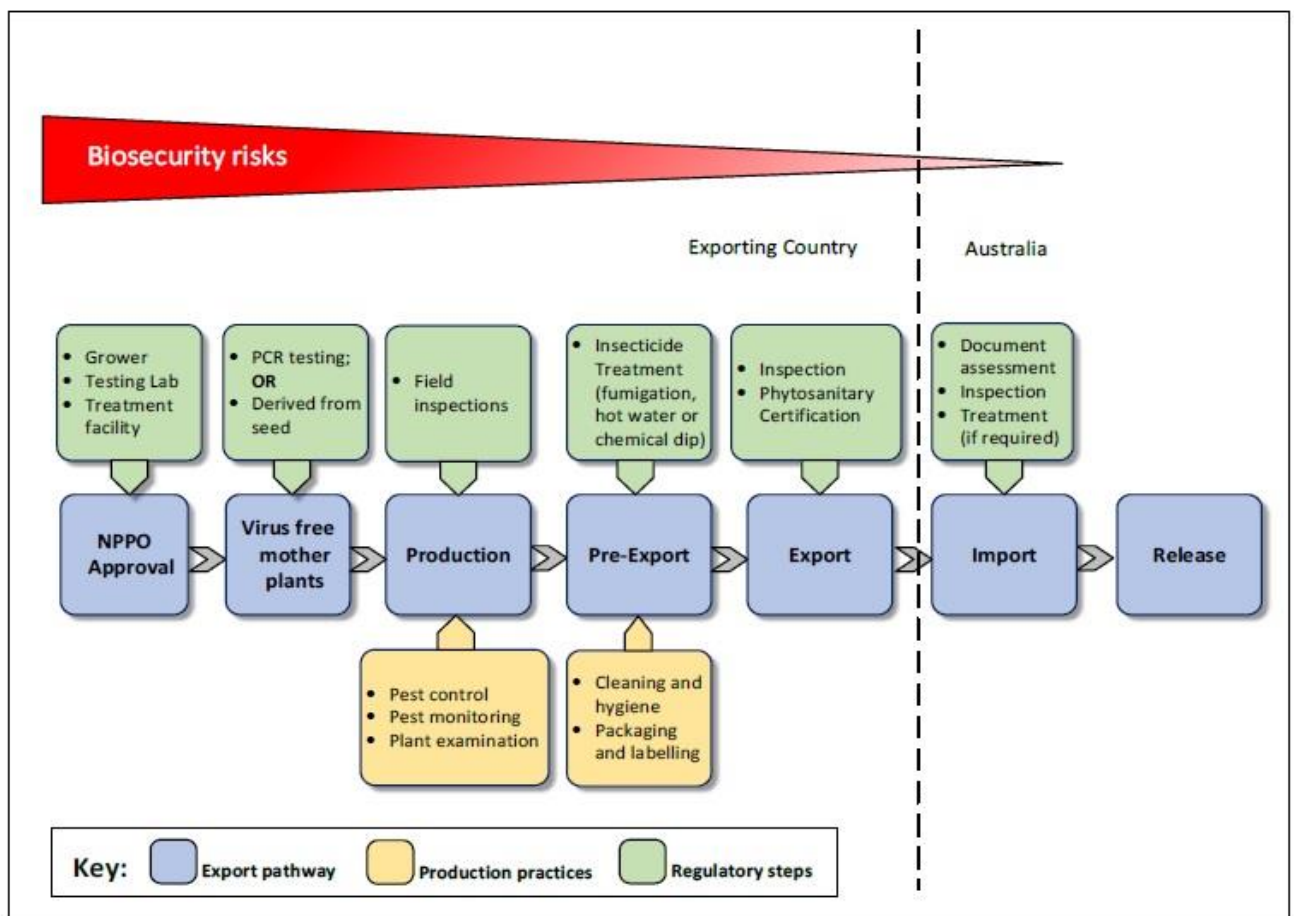 Biosecurity risks
Exporting Country
Australia
• Grower
• Testing Lab
• Treatment
facility
• PCR testing;
OR
• Derived from
seed
• Field
inspections
• Insecticide
Treatment
(fumigation,
hot water or
chemical dip)
• Inspection
• Phytosanitary
Certification
• Document
assessment
• Inspection
• Treatment
(if required)
NPPO
Approval
Virus free
mother
plants
Production
Pre-Export
Export
Import
Release
• Pest control
• Pest monitoring
• Plant examination
• Cleaning and
hygiene
• Packaging
and labelling
Key:
Export pathway
Production practices
Regulatory steps